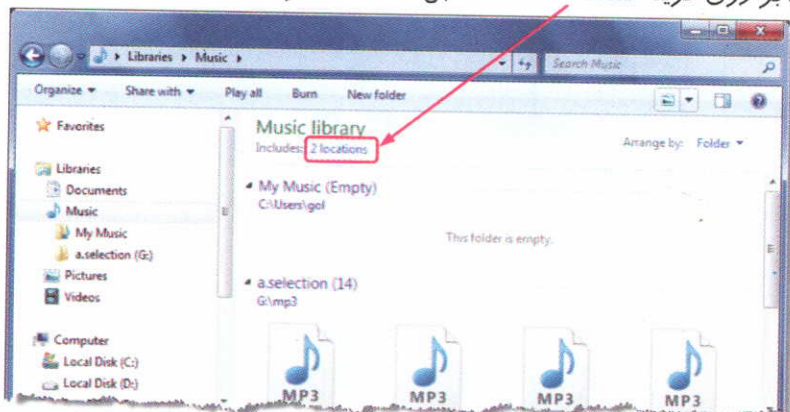 Libraries ▸ Music ▸
Search Music
Organize ▾ Share with ▾ Play all Burn New folder
Favorites
Libraries
Documents
Music
My Music
a.selection (G:)
Pictures
Videos
Computer
Local Disk (C:)
Local Disk (D:)
Music library
Includes: 2 locations
Arrange by: Folder ▾
My Music (Empty)
C:\Users\gol
This folder is empty.
a.selection (14)
G:\mp3
MP3 MP3 MP3 MP3